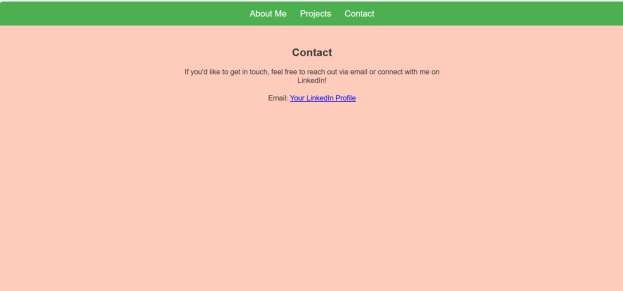 About Me Projects Contact
Contact
If you'd like to get in touch, feel free to reach out via email or connect with me on
LinkedIn!
Email: Your LinkedIn Profile